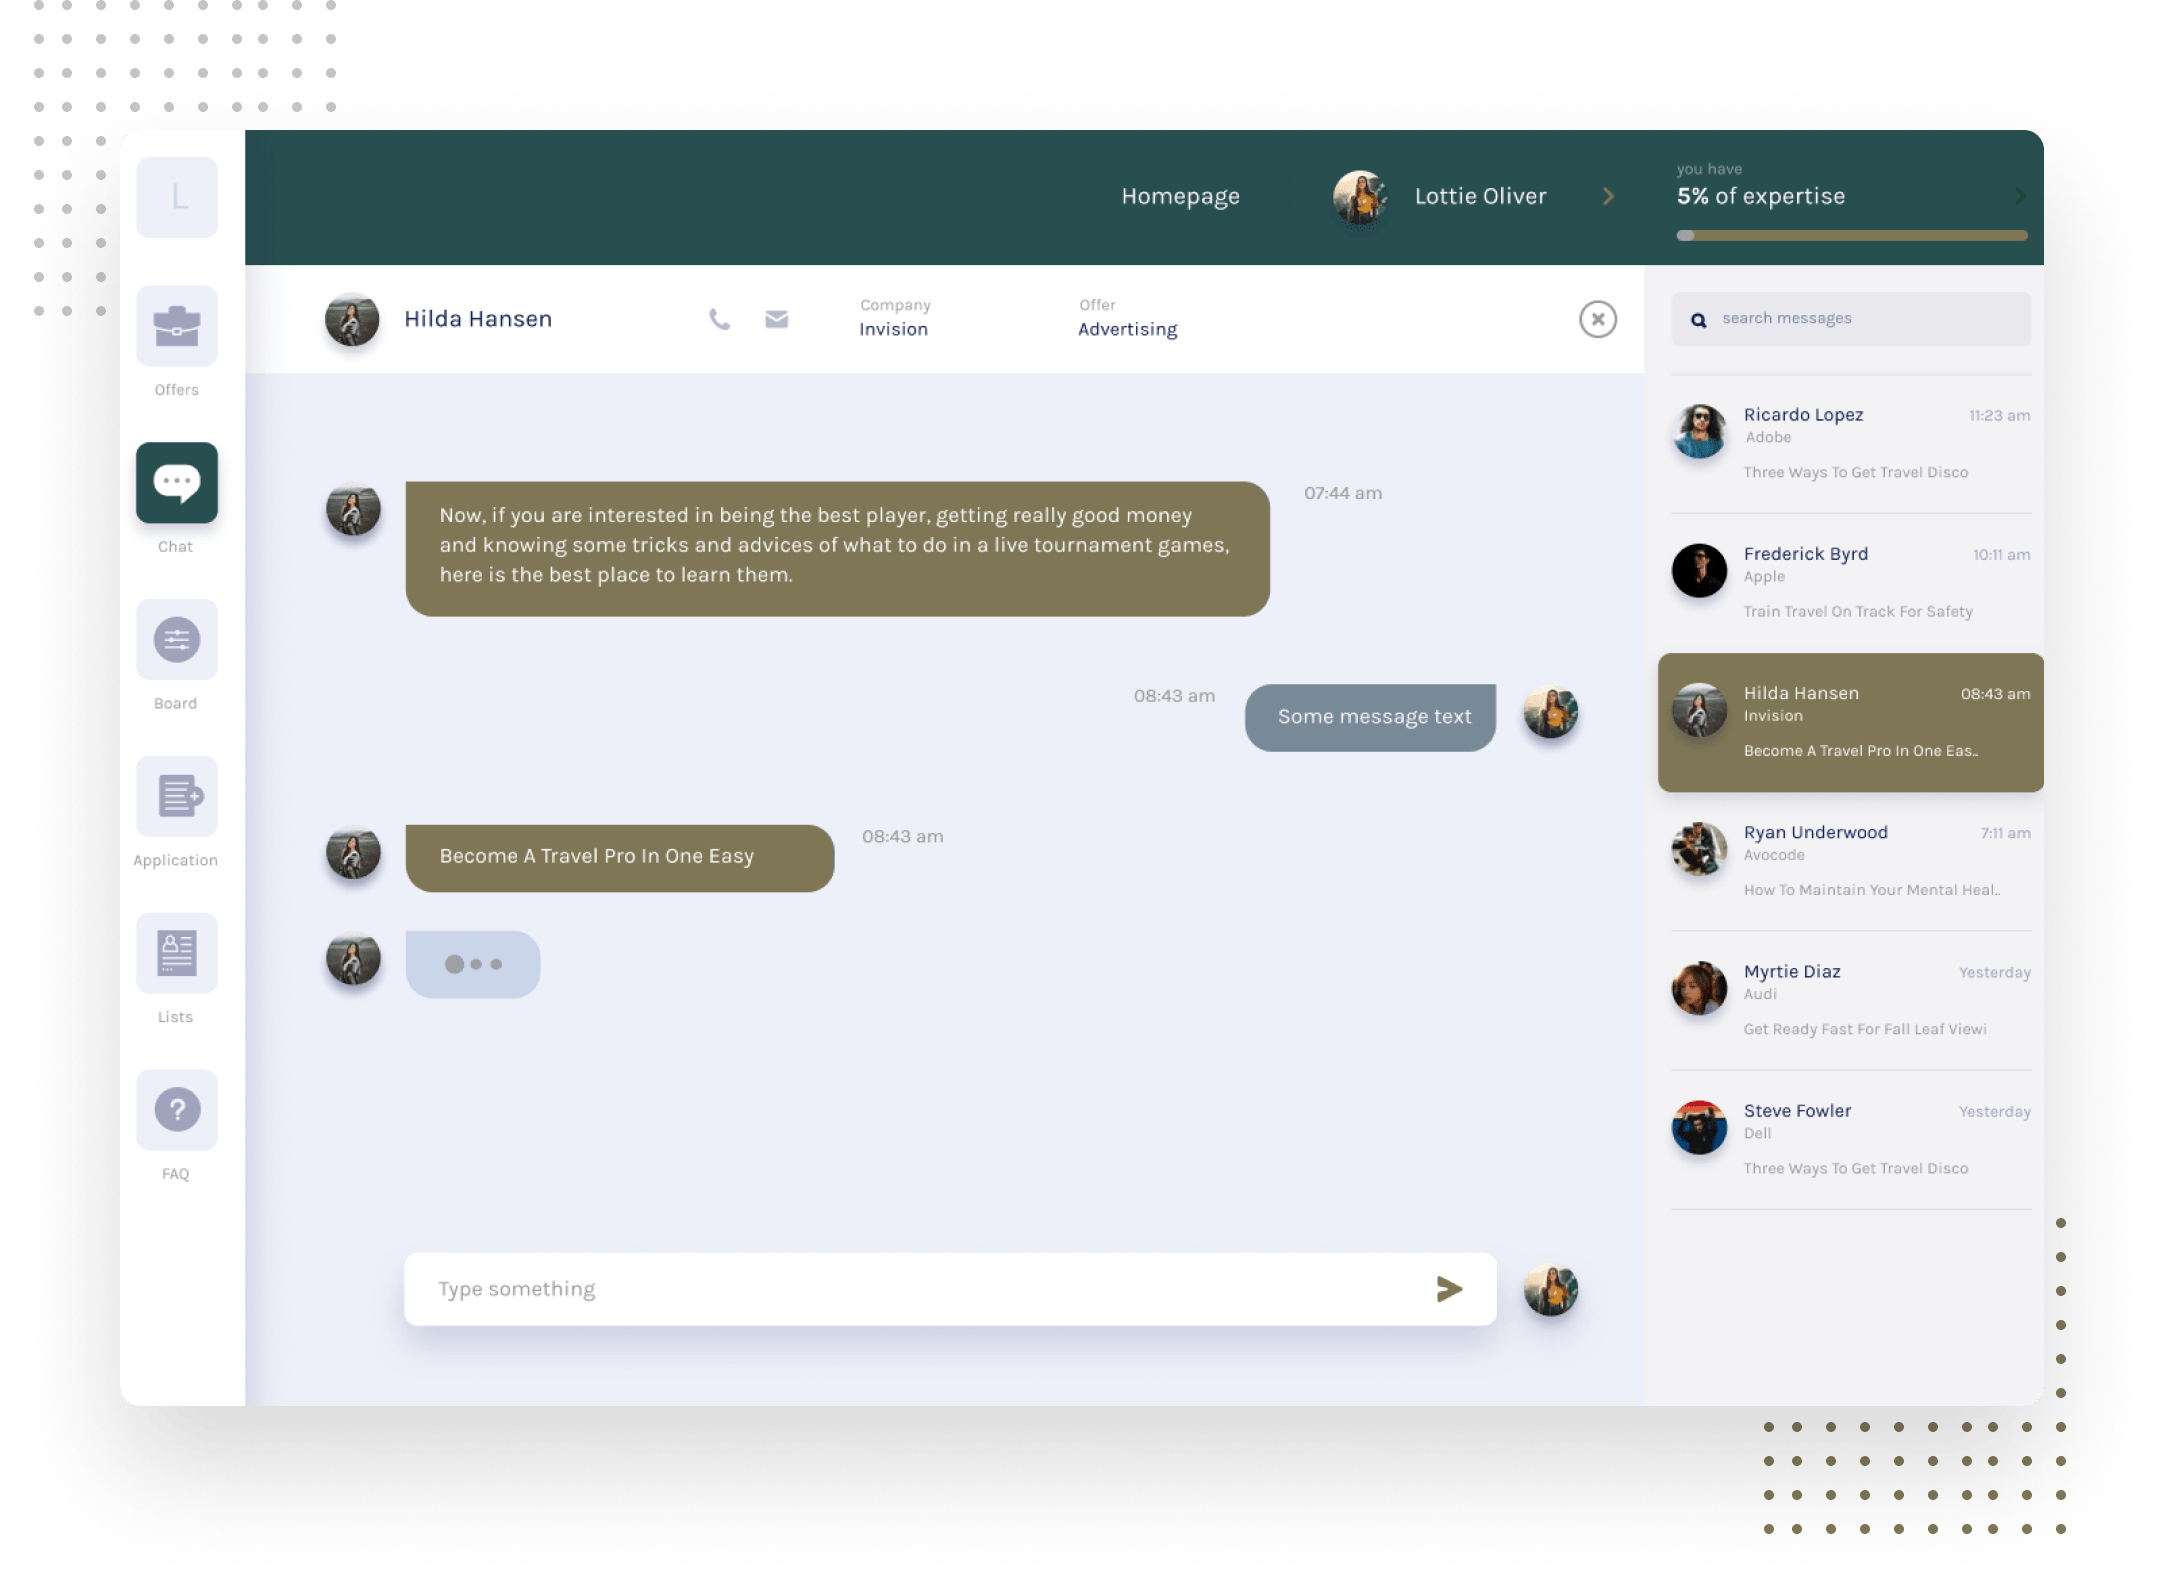 L
Offers
Chat
Board
Application
Lists
FAQ
Homepage
Lottie Oliver
you have
5% of expertise
Hilda Hansen
Company
Invision
Offer
Advertising
Now, if you are interested in being the best player, getting really good money
and knowing some tricks and advices of what to do in a live tournament games,
here is the best place to learn them.
07:44 am
08:43 am
Some message text
Become A Travel Pro In One Easy
08:43 am
Type something
search messages
Ricardo Lopez
11:23 am
Adobe
Three Ways To Get Travel Disco
Frederick Byrd
10:11 am
Apple
Train Travel On Track For Safety
Hilda Hansen
08:43 am
Invision
Become A Travel Pro In One Eas..
Ryan Underwood
7:11 am
Avocode
How To Maintain Your Mental Heal..
Myrtie Diaz
Yesterday
Audi
Get Ready Fast For Fall Leaf Viewi
Steve Fowler
Yesterday
Dell
Three Ways To Get Travel Disco